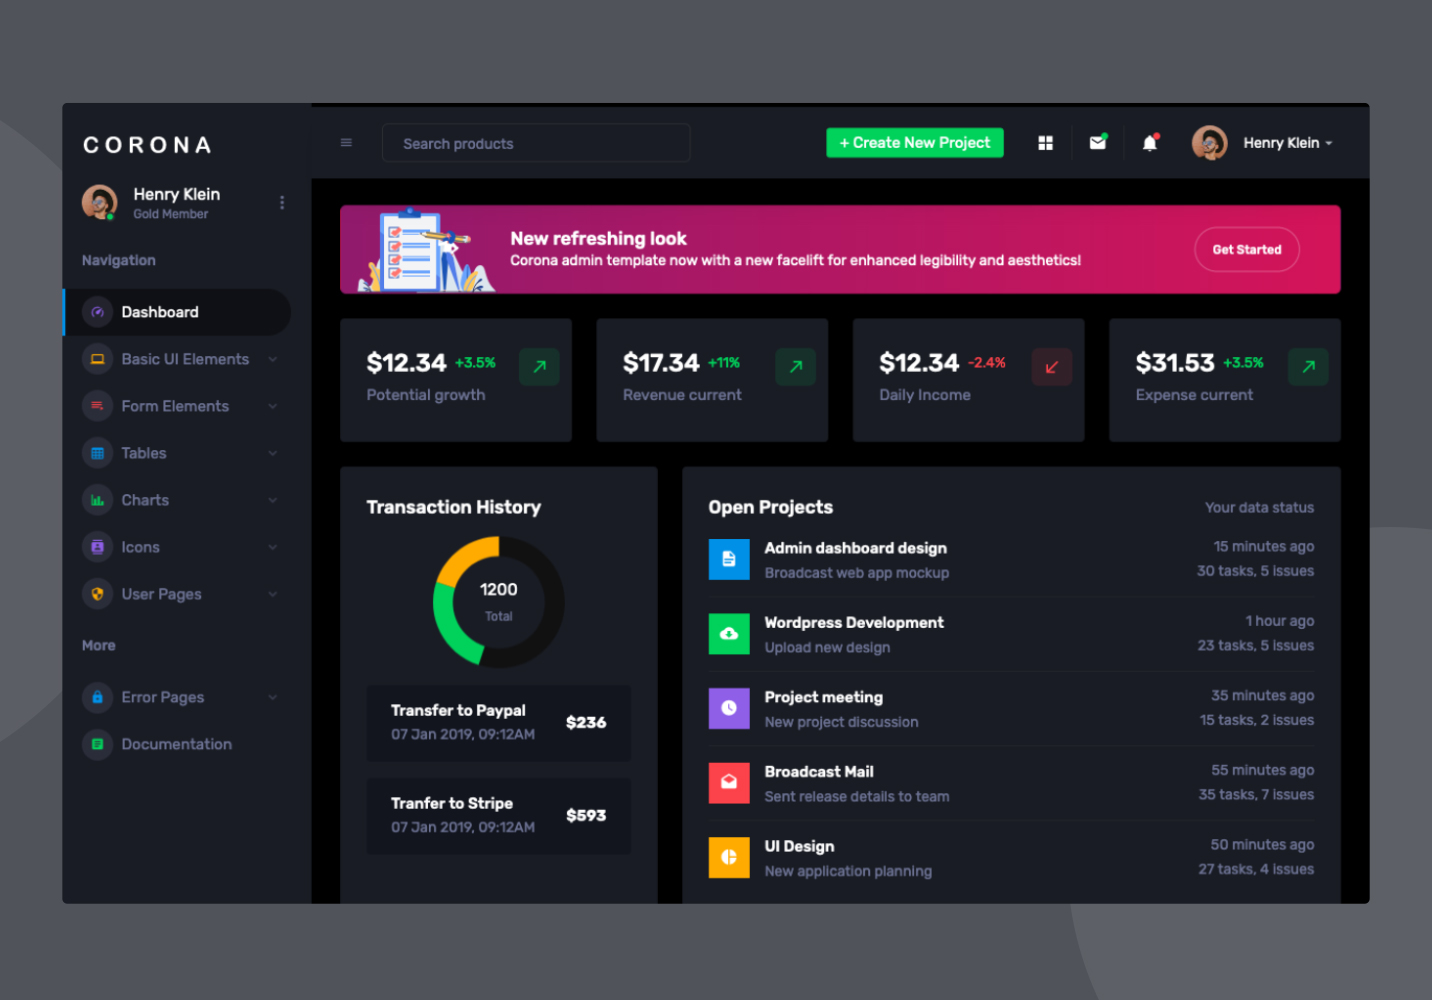 CORONA
Henry Klein
Gold Member
Navigation
Dashboard
Basic UI Elements
Form Elements
Tables
Charts
Icons
User Pages
More
Error Pages
Documentation
Search products
+ Create New Project
Henry Klein
New refreshing look
Corona admin template now with a new facelift for enhanced legibility and aesthetics!
Get Started
$12.34 +3.5%
Potential growth
$17.34 +11%
Revenue current
$12.34 -2.4%
Daily Income
$31.53 +3.5%
Expense current
Transaction History
1200
Total
Transfer to Paypal
07 Jan 2019, 09:12AM
$236
Tranfer to Stripe
07 Jan 2019, 09:12AM
$593
Open Projects
Your data status
Admin dashboard design
Broadcast web app mockup
15 minutes ago
30 tasks, 5 issues
Wordpress Development
Upload new design
1 hour ago
23 tasks, 5 issues
Project meeting
New project discussion
35 minutes ago
15 tasks, 2 issues
Broadcast Mail
Sent release details to team
55 minutes ago
35 tasks, 7 issues
UI Design
New application planning
50 minutes ago
27 tasks, 4 issues